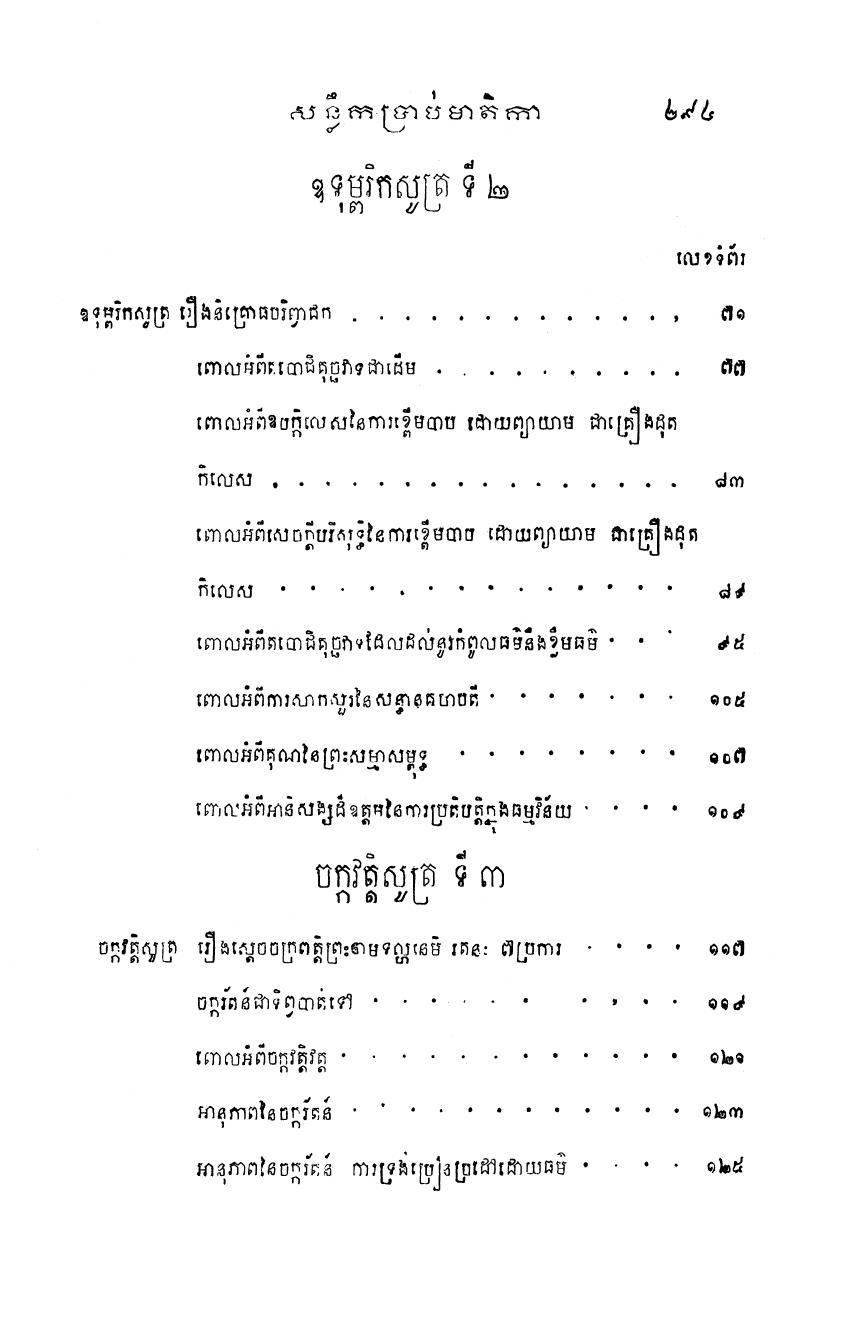 សន្លឹកប្រាប់មាតិកា ២៩៤
ឧទុម្ពរិកសូត្រ ទី ២
លេខទំព័រ
ឧទុម្ពរិកសូត្រ រឿងនិគ្រោធបរិព្វាជក . . . . . . . . . . . . . ៧១
ពោលអំពីតបោជិគុច្ឆវាទជាដើម . . . . . . . . . . ៧៧
ពោលអំពីឧបក្កិលេសនៃការខ្ពើមបាប ដោយព្យាយាម ជាគ្រឿងដុត
កិលេស . . . . . . . . . . . . . . . . ៨៣
ពោលអំពីសេចក្តីបរិសុទ្ធិនៃការខ្ពើមបាប ដោយព្យាយាម ជាគ្រឿងដុត
កិលេស . . . . . . . . . . . . . . ៨៩
ពោលអំពីតបោជិគុច្ឆវាទដែលដល់នូវកំពូលធម៌នឹងខ្លឹមធម៌ . . . ៩៥
ពោលអំពីការសាកសួរនៃសន្ធានគហបតី . . . . . . . ១០៥
ពោលអំពីគុណនៃព្រះសម្មាសម្ពុទ្ធ . . . . . . . . ១០៧
ពោលអំពីអានិសង្សដ៏ឧត្តមនៃការប្រតិបត្តិក្នុងធម្មវិន័យ . . . . ១០៩
ចក្កវត្តិសូត្រ ទី ៣
ចក្កវត្តិសូត្រ រឿងស្តេចចក្រពត្តិព្រះនាមទឡ្ហនេមិ រតនៈ ៧ប្រការ . . . . ១១៧
ចក្ករ័តន៍ជាទិព្វបាត់ទៅ . . . . . . . . . . ១១៩
ពោលអំពីចក្កវត្តិវត្ត . . . . . . . . . . . . ១២១
អានុភាពនៃចក្ករ័តន៍ . . . . . . . . . . . . ១២៣
អានុភាពនៃចក្ករ័តន៍ ការទ្រង់ប្រៀនប្រដៅដោយធម៌ . . . . ១២៥